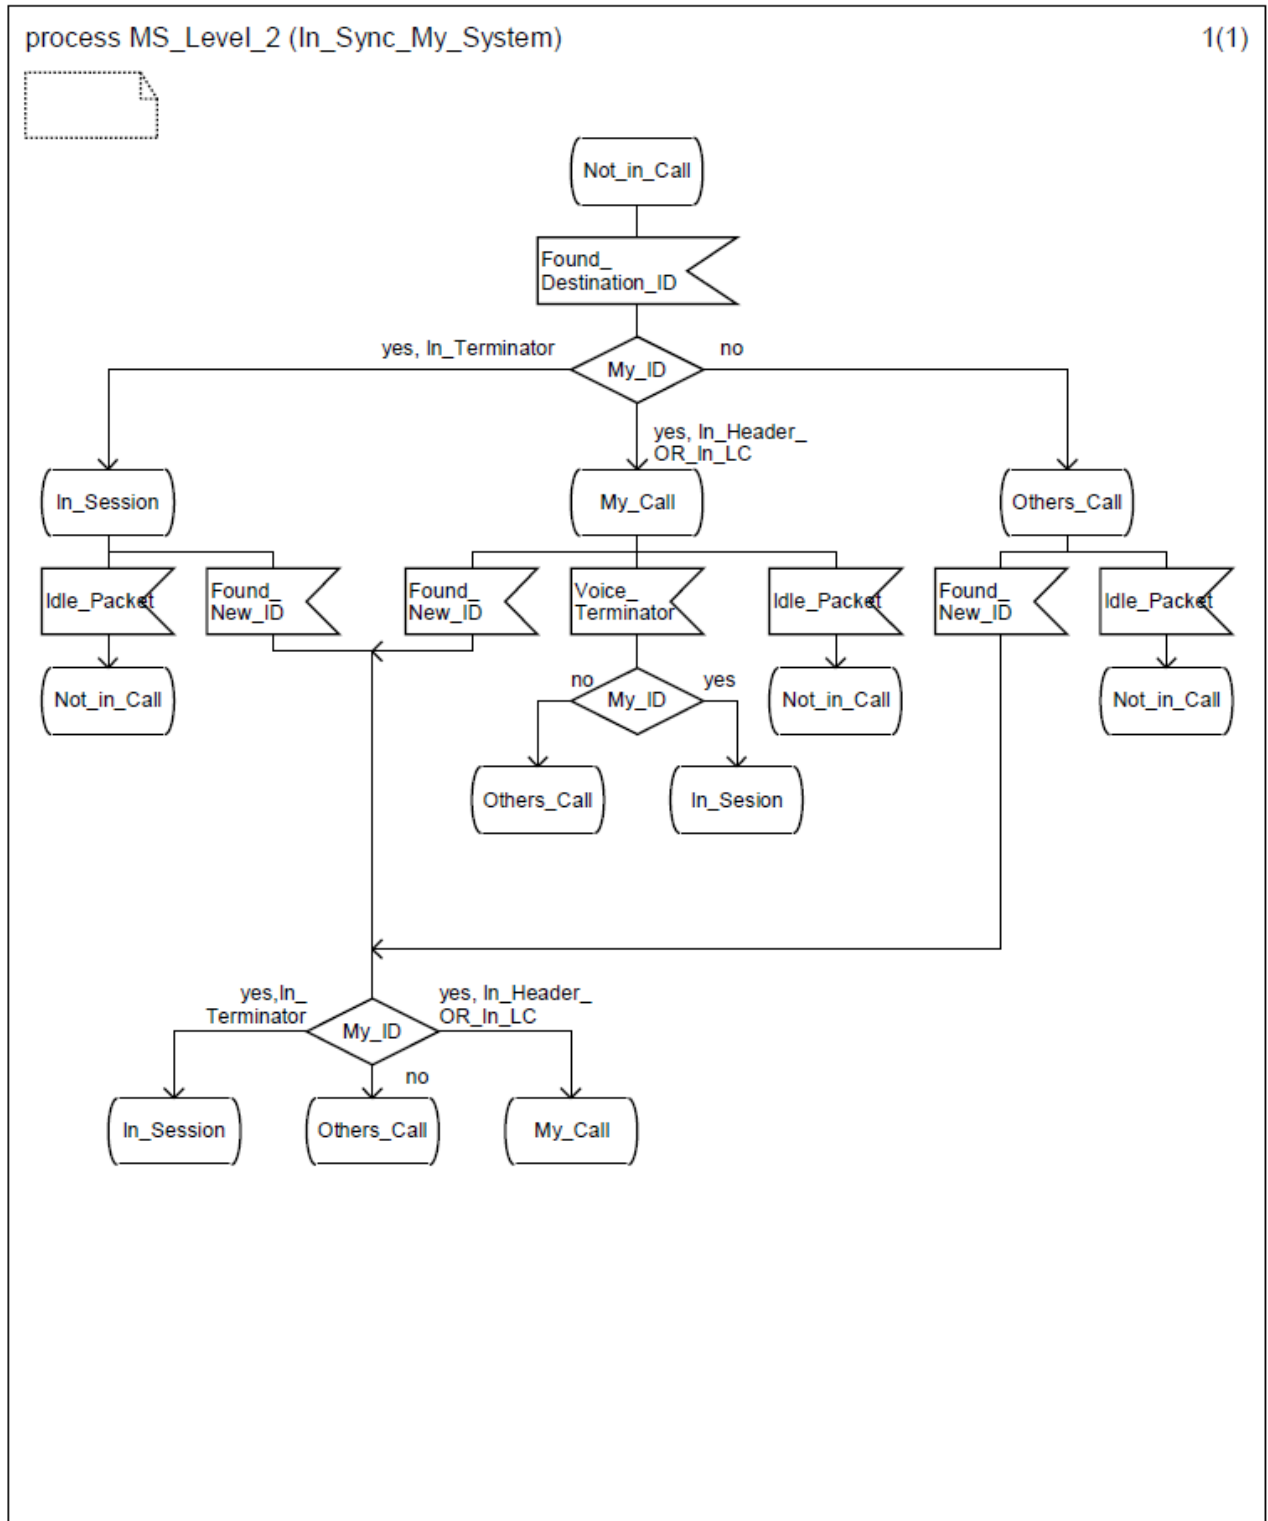 process MS_Level_2 (In_Sync_My_System)
1(1)
Not_in_Call
Found_
Destination_ID
yes, In_Terminator
My_ID
no
yes, In_Header_
OR_In_LC
In_Session
My_Call
Others_Call
Idle_Packet
Found_
New_ID
Found_
New_ID
Voice_
Terminator
Idle_Packet
Found_
New_ID
Idle_Packet
Not_in_Call
no
My_ID
yes
Not_in_Call
Not_in_Call
Others_Call
In_Sesion
yes,In_
Terminator
My_ID
yes, In_Header_
OR_In_LC
no
In_Session
Others_Call
My_Call